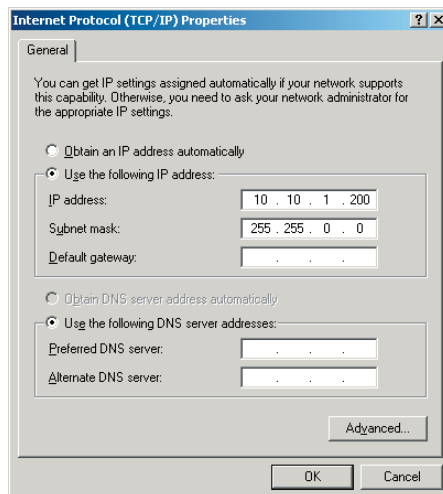 Internet Protocol (TCP/IP) Properties
General
You can get IP settings assigned automatically if your network supports
this capability. Otherwise, you need to ask your network administrator for
the appropriate IP settings.
Obtain an IP address automatically
Use the following IP address:
IP address: 10 . 10 . 1 . 200
Subnet mask: 255 . 255 . 0 . 0
Default gateway: . . .
Obtain DNS server address automatically
Use the following DNS server addresses:
Preferred DNS server: . . .
Alternate DNS server: . . .
Advanced...
OK Cancel